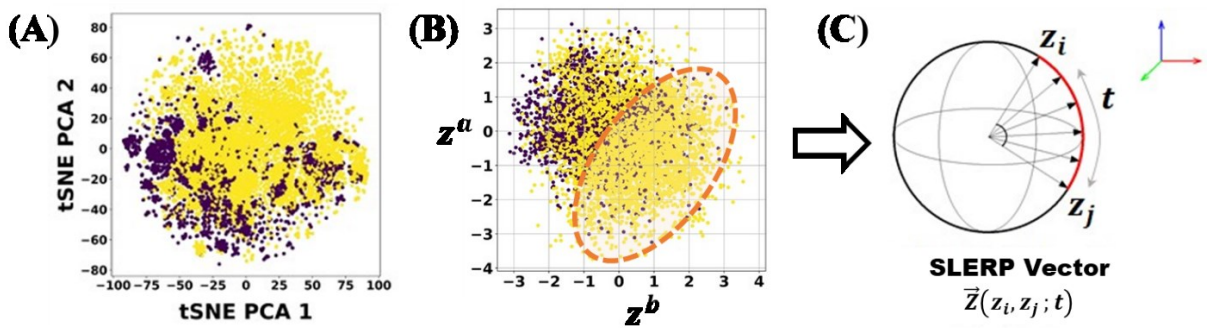 (A)
80
60
40
20
0
−20
−40
−60
−80
−100 −75 −50 −25 0 25 50 75 100
tSNE PCA 2
tSNE PCA 1
(B)
3
2
1
0
−1
−2
−3
−4
−3 −2 −1 0 1 2 3 4
z^a
z^b
(C)
z_i
t
z_j
SLERP Vector
Z⃗(z_i, z_j ; t)